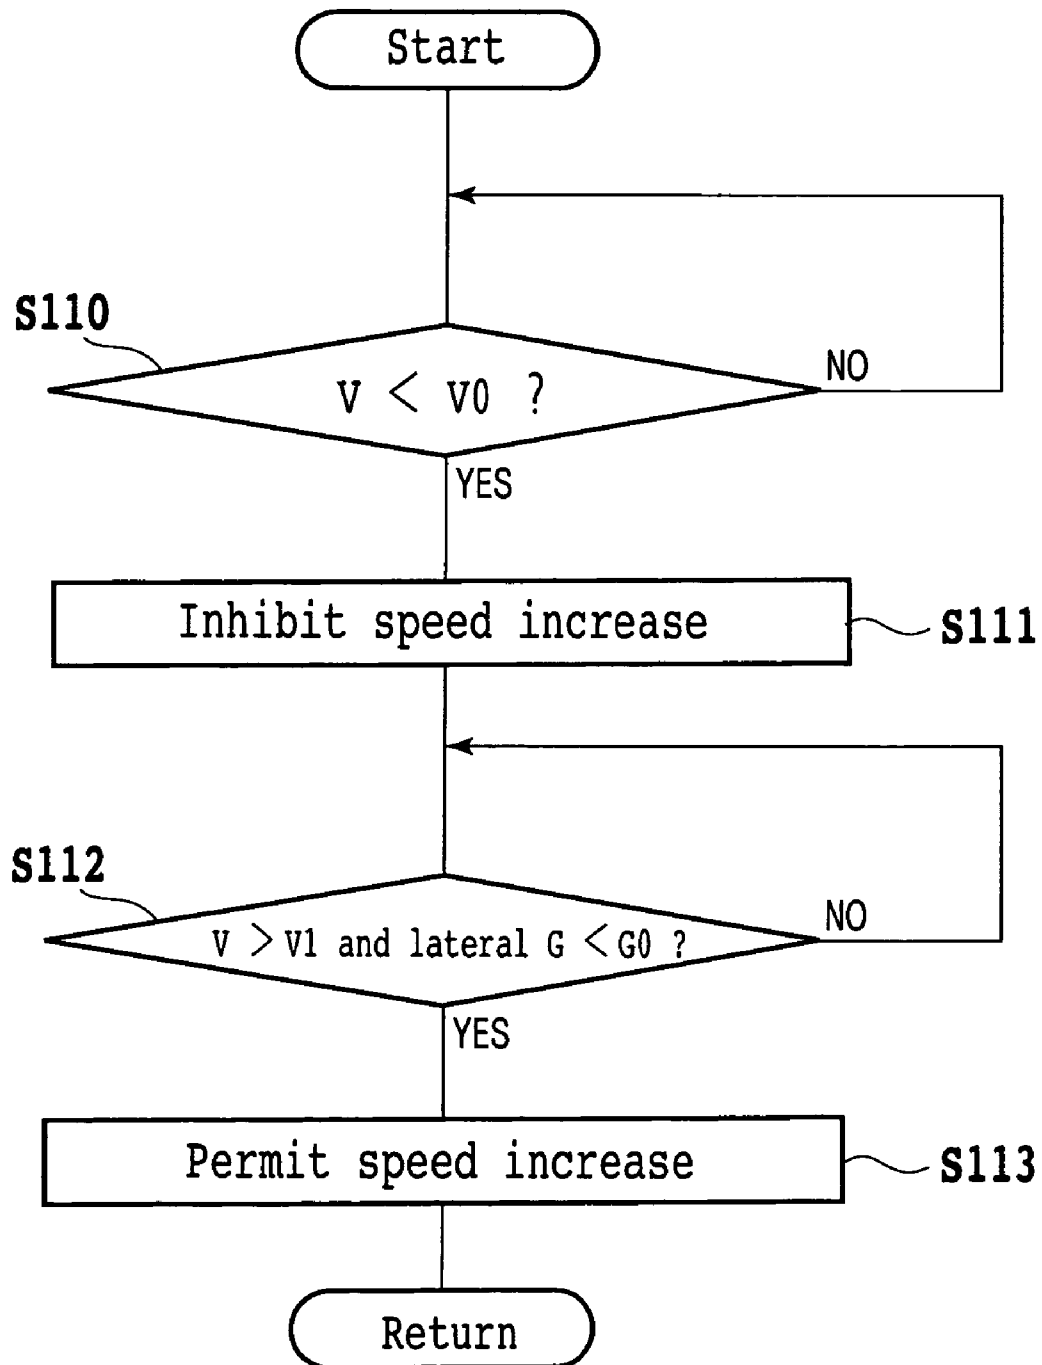 Start
S110
V < V0 ?
NO
YES
Inhibit speed increase
S111
S112
V > V1 and lateral G < G0 ?
NO
YES
Permit speed increase
S113
Return